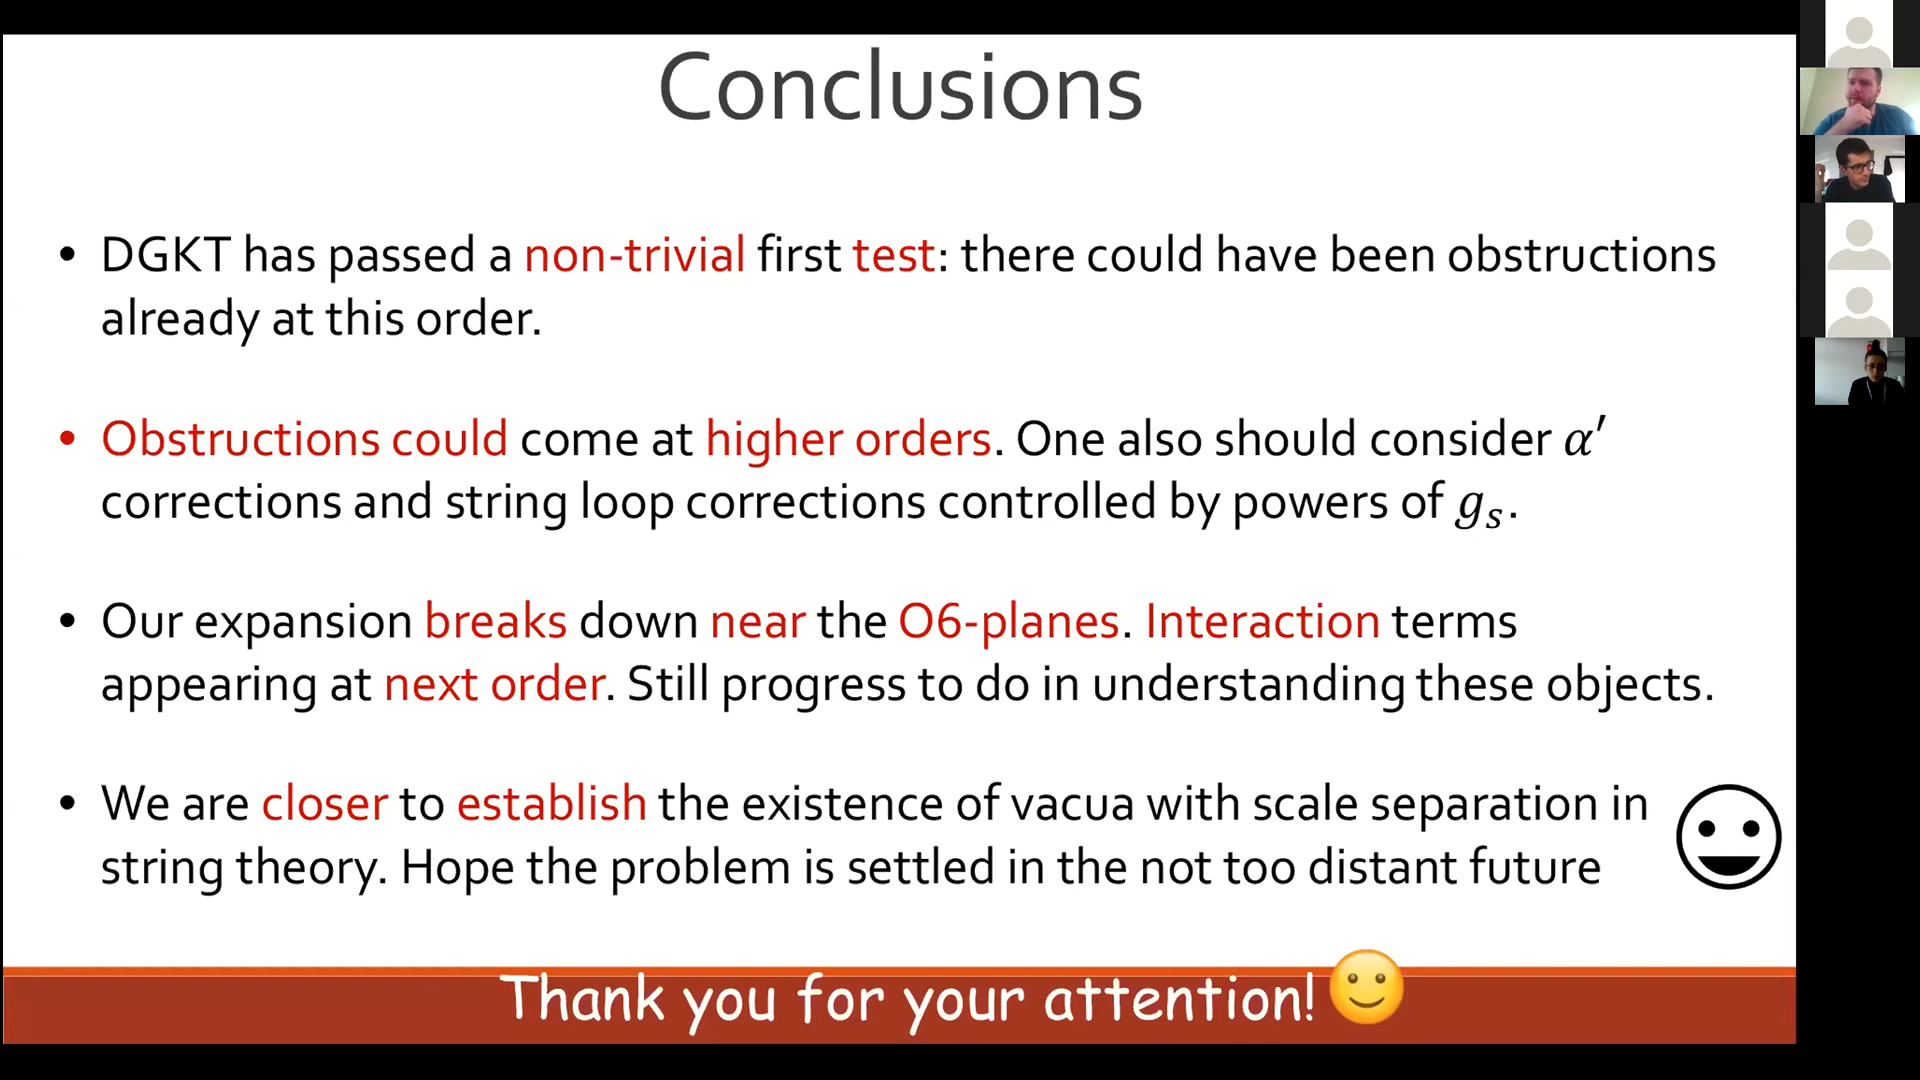 Conclusions
• DGKT has passed a non-trivial first test: there could have been obstructions
already at this order.
• Obstructions could come at higher orders. One also should consider α′
corrections and string loop corrections controlled by powers of gₛ.
• Our expansion breaks down near the O6-planes. Interaction terms
appearing at next order. Still progress to do in understanding these objects.
• We are closer to establish the existence of vacua with scale separation in
string theory. Hope the problem is settled in the not too distant future
Thank you for your attention!